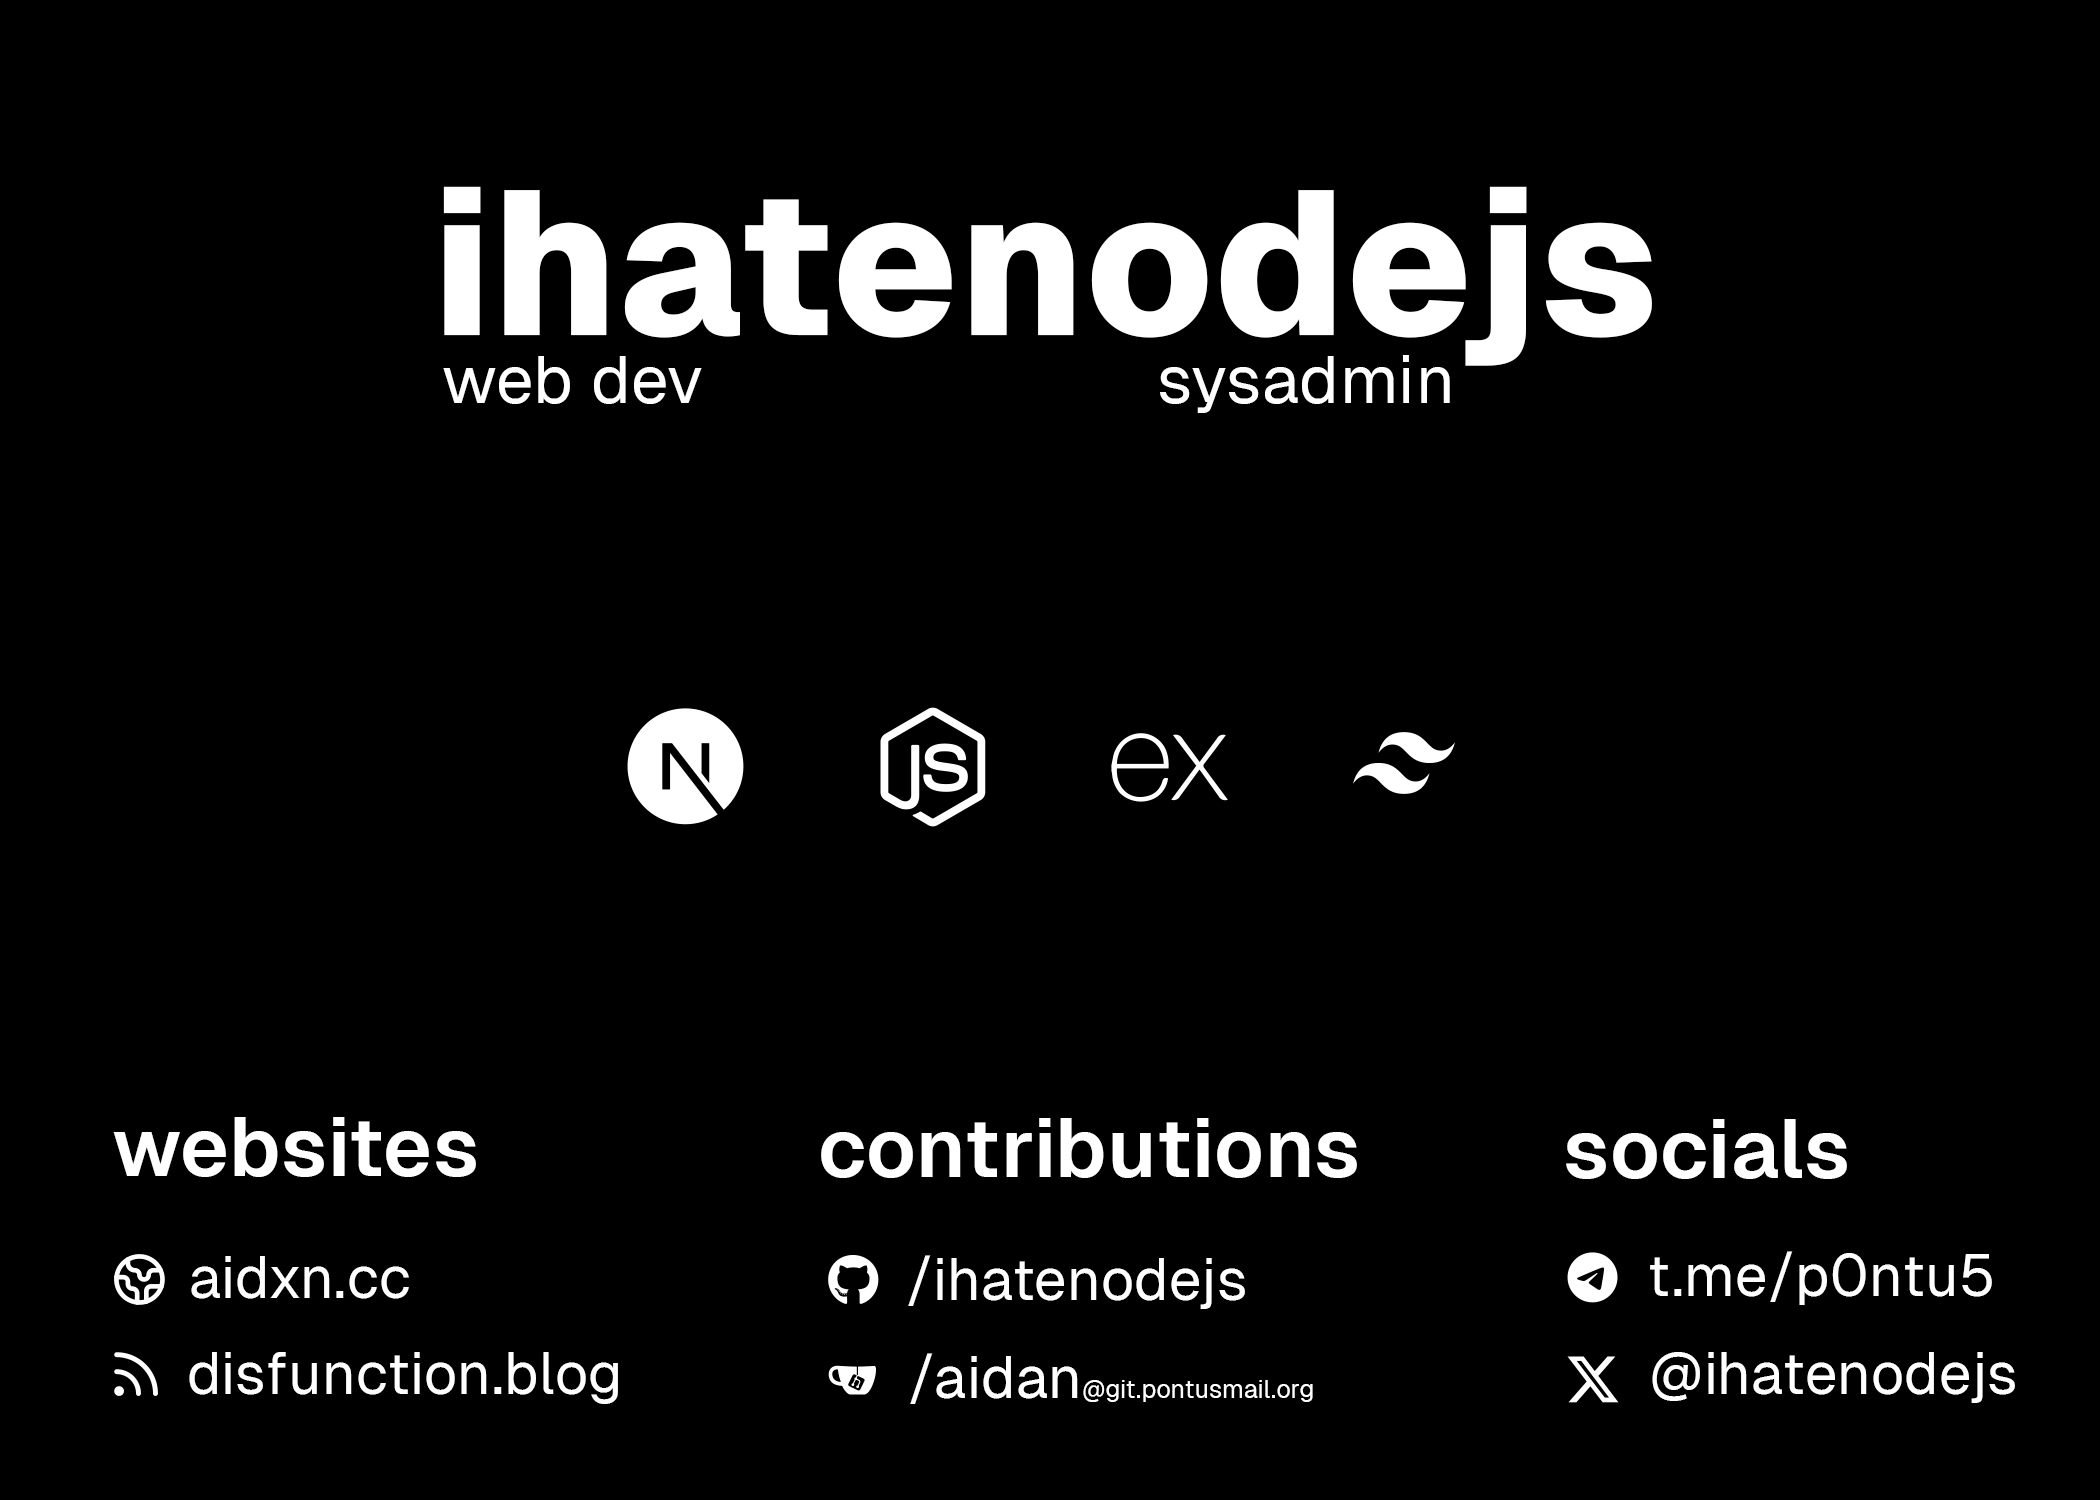 ihatenodejs
web dev sysadmin
N JS ex
websites
aidxn.cc
disfunction.blog
contributions
/ihatenodejs
/aidan@git.pontusmail.org
socials
t.me/p0ntu5
@ihatenodejs